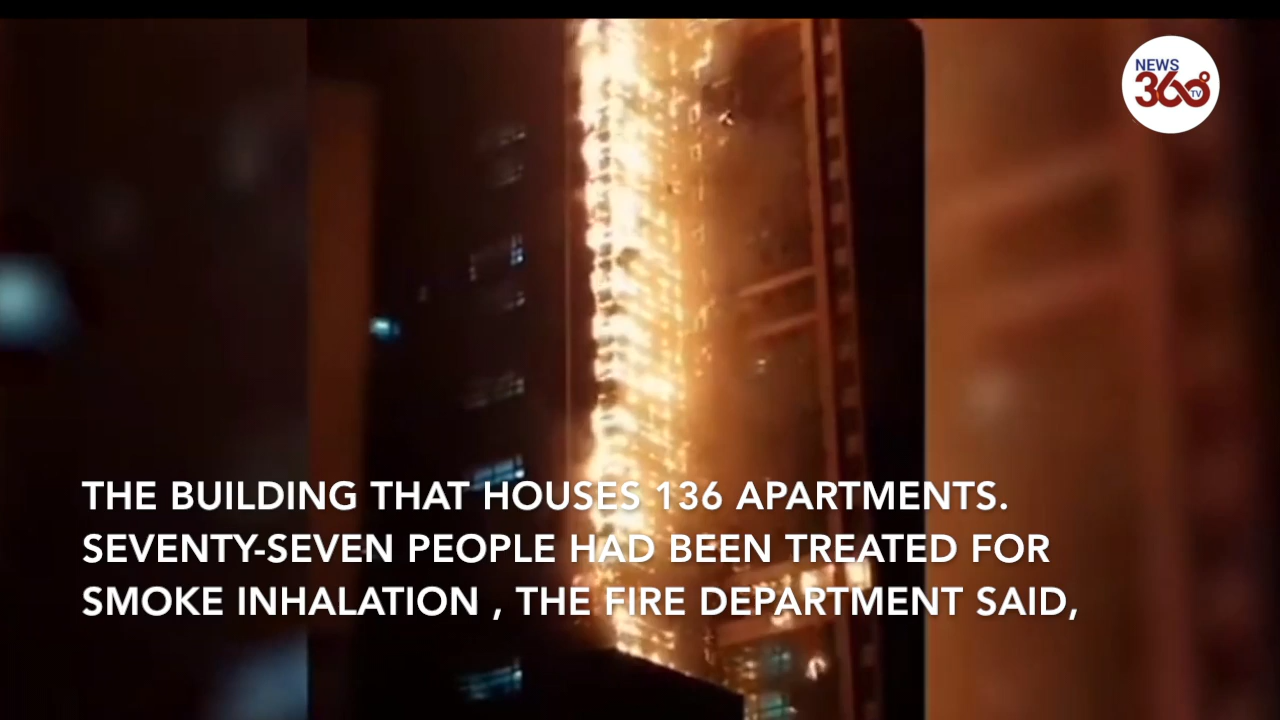 NEWS
360°
TV
THE BUILDING THAT HOUSES 136 APARTMENTS.
SEVENTY-SEVEN PEOPLE HAD BEEN TREATED FOR
SMOKE INHALATION , THE FIRE DEPARTMENT SAID,